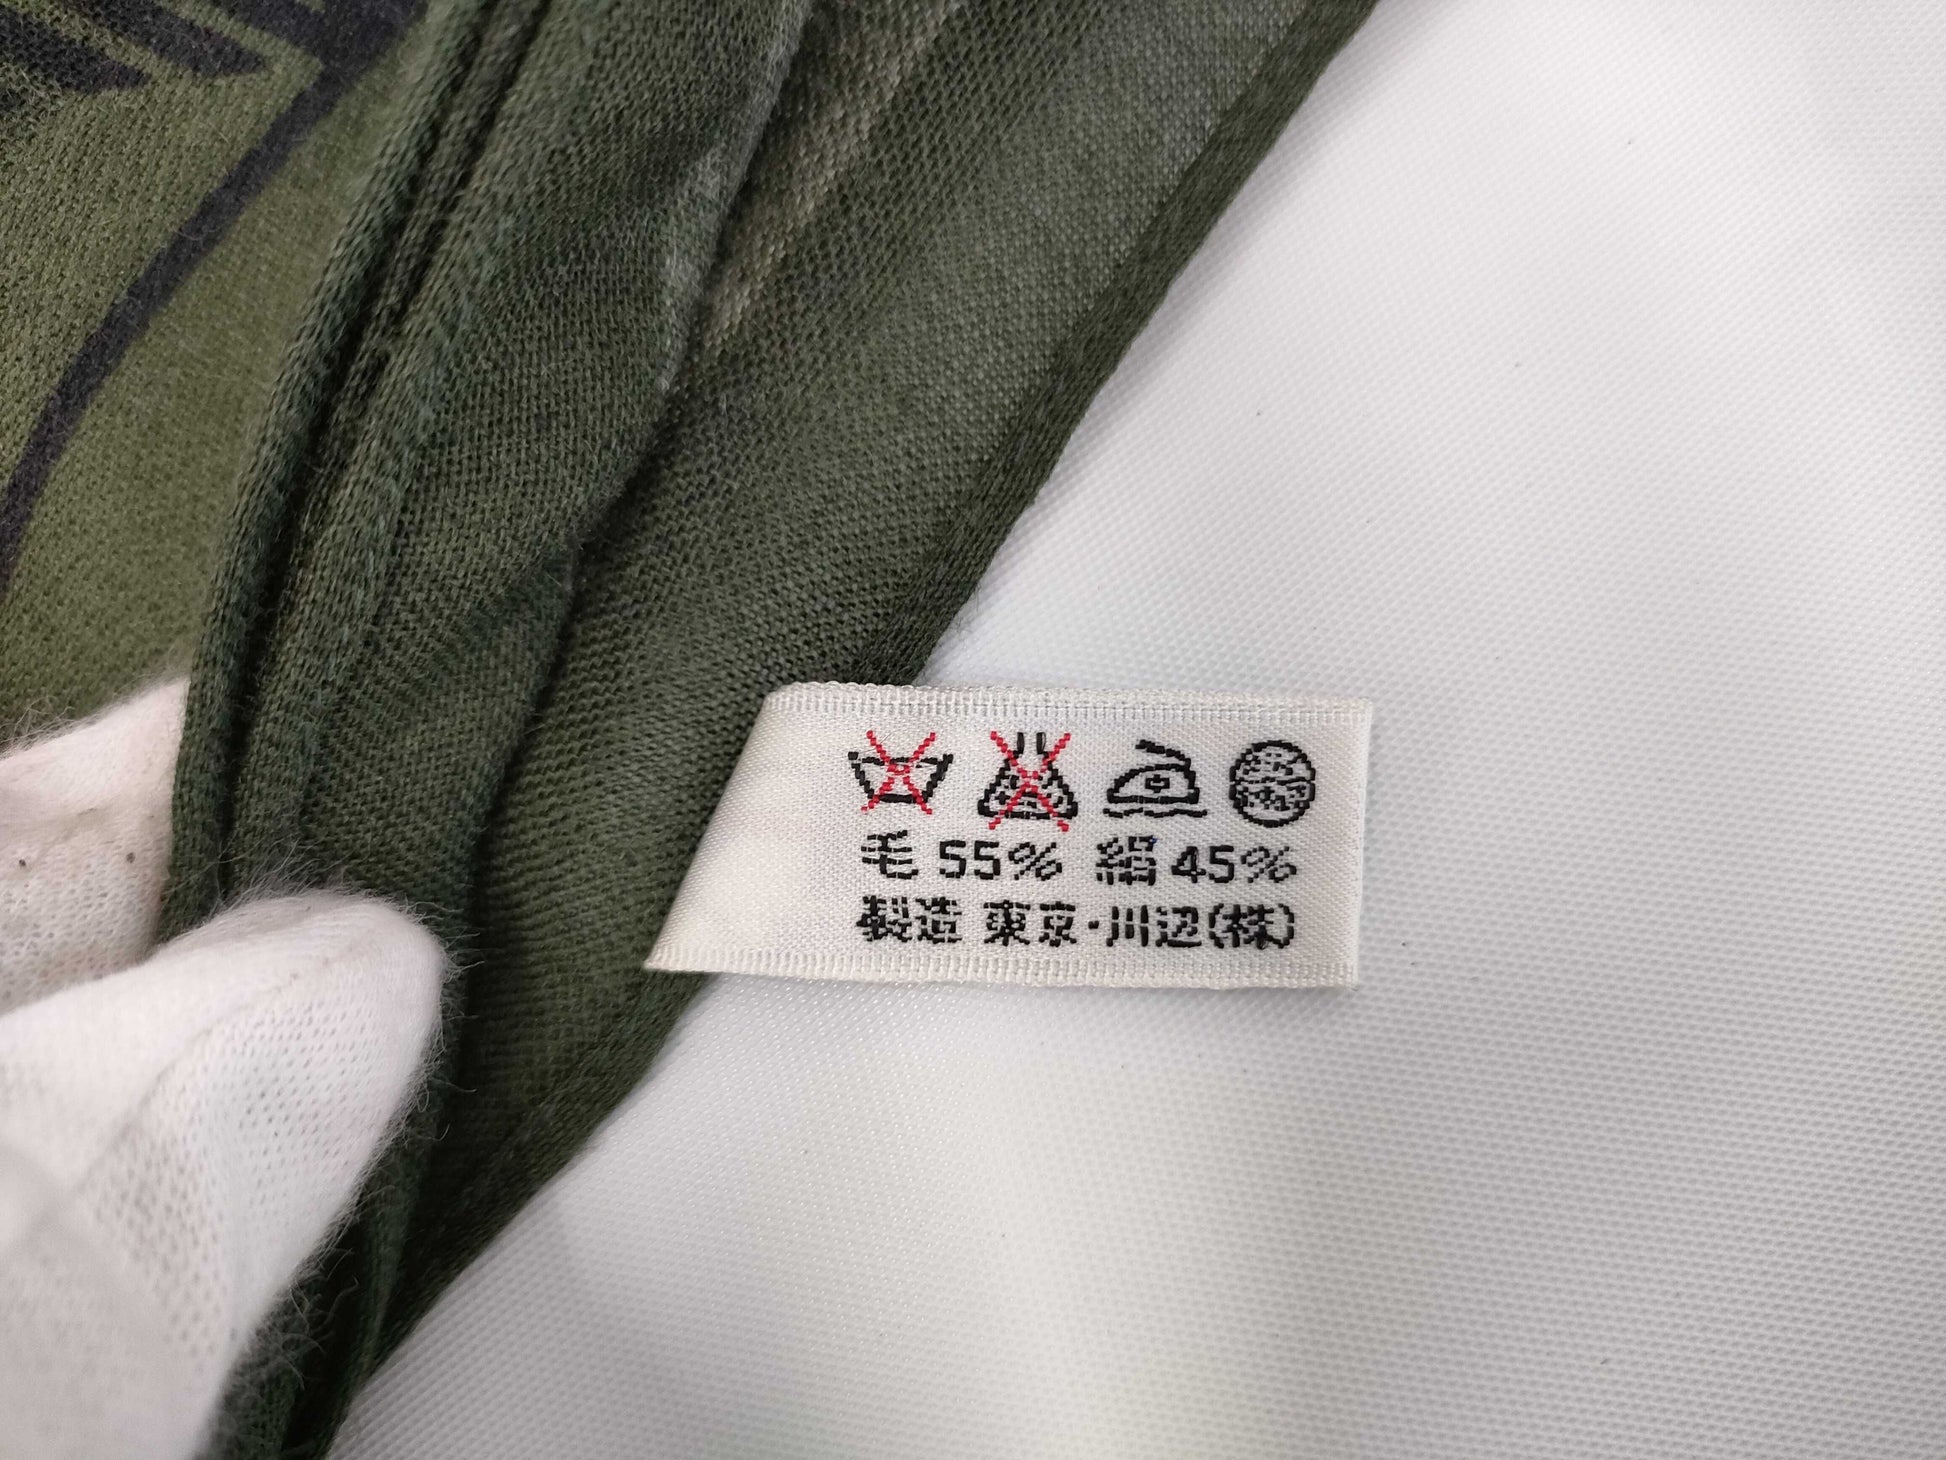 毛 55% 絹 45%
製造 東京・川辺(株)